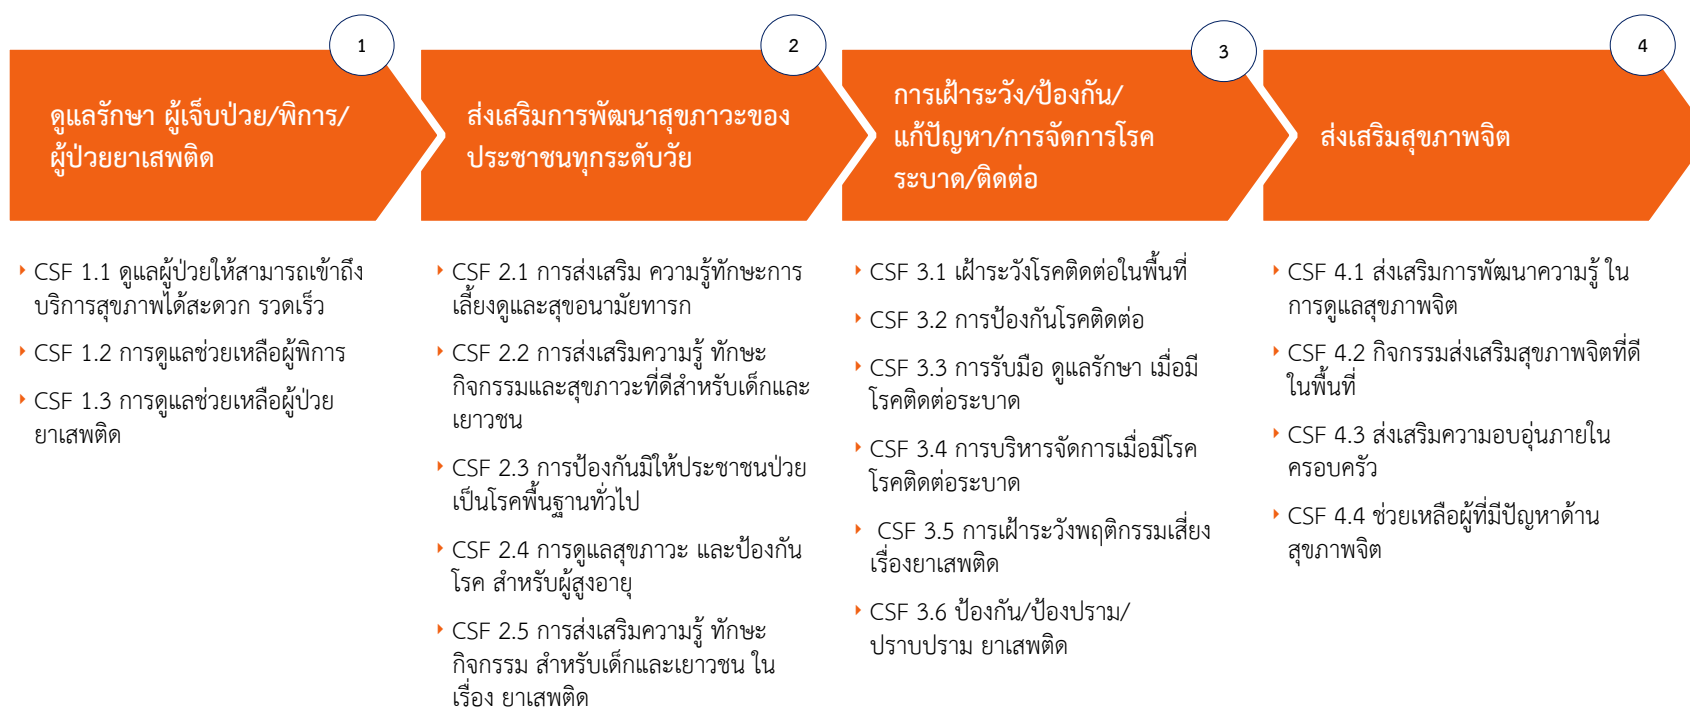 1
ดูแลรักษา ผู้เจ็บป่วย/พิการ/
ผู้ป่วยยาเสพติด
CSF 1.1 ดูแลผู้ป่วยให้สามารถเข้าถึง
บริการสุขภาพได้สะดวก รวดเร็ว
CSF 1.2 การดูแลช่วยเหลือผู้พิการ
CSF 1.3 การดูแลช่วยเหลือผู้ป่วย
ยาเสพติด
2
ส่งเสริมการพัฒนาสุขภาวะของ
ประชาชนทุกระดับวัย
CSF 2.1 การส่งเสริม ความรู้ทักษะการ
เลี้ยงดูและสุขอนามัยทารก
CSF 2.2 การส่งเสริมความรู้ ทักษะ
กิจกรรมและสุขภาวะที่ดีสำหรับเด็กและ
เยาวชน
CSF 2.3 การป้องกันมิให้ประชาชนป่วย
เป็นโรคพื้นฐานทั่วไป
CSF 2.4 การดูแลสุขภาวะ และป้องกัน
โรค สำหรับผู้สูงอายุ
CSF 2.5 การส่งเสริมความรู้ ทักษะ
กิจกรรม สำหรับเด็กและเยาวชน ใน
เรื่อง ยาเสพติด
3
การเฝ้าระวัง/ป้องกัน/
แก้ปัญหา/การจัดการโรค
ระบาด/ติดต่อ
CSF 3.1 เฝ้าระวังโรคติดต่อในพื้นที่
CSF 3.2 การป้องกันโรคติดต่อ
CSF 3.3 การรับมือ ดูแลรักษา เมื่อมี
โรคติดต่อระบาด
CSF 3.4 การบริหารจัดการเมื่อมีโรค
โรคติดต่อระบาด
CSF 3.5 การเฝ้าระวังพฤติกรรมเสี่ยง
เรื่องยาเสพติด
CSF 3.6 ป้องกัน/ป้องปราม/
ปราบปราม ยาเสพติด
4
ส่งเสริมสุขภาพจิต
CSF 4.1 ส่งเสริมการพัฒนาความรู้ ใน
การดูแลสุขภาพจิต
CSF 4.2 กิจกรรมส่งเสริมสุขภาพจิตที่ดี
ในพื้นที่
CSF 4.3 ส่งเสริมความอบอุ่นภายใน
ครอบครัว
CSF 4.4 ช่วยเหลือผู้ที่มีปัญหาด้าน
สุขภาพจิต